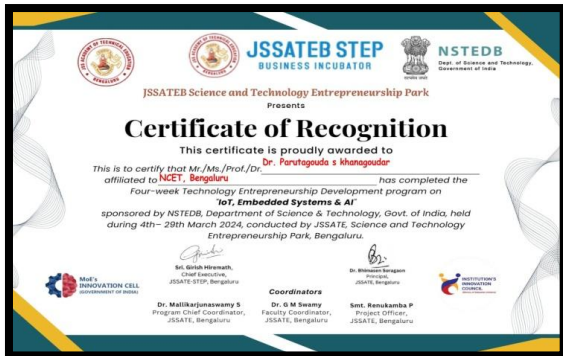 JSS ACADEMY OF TECHNICAL EDUCATION
BENGALURU
JSSATEB STEP
BUSINESS INCUBATOR
NSTEDB
Dept. of Science and Technology,
Government of India
JSSATEB Science and Technology Entrepreneurship Park
Presents
Certificate of Recognition
This certificate is proudly awarded to
This is to certify that Mr./Ms./Prof./Dr. Dr. Parutagouda s khanagoudar
affiliated to NCET, Bengaluru has completed the
Four-week Technology Entrepreneurship Development program on
"IoT, Embedded Systems & AI"
sponsored by NSTEDB, Department of Science & Technology, Govt. of India, held
during 4th– 29th March 2024, conducted by JSSATE, Science and Technology
Entrepreneurship Park, Bengaluru.
Sri. Girish Hiremath,
Chief Executive,
JSSATE-STEP, Bengaluru
Dr. Bhimasen Soragaon
Principal,
JSSATE, Bengaluru
MoE's
INNOVATION CELL
(GOVERNMENT OF INDIA)
INSTITUTION'S
INNOVATION
COUNCIL
Coordinators
Dr. Mallikarjunaswamy S
Program Chief Coordinator,
JSSATE, Bengaluru
Dr. G M Swamy
Faculty Coordinator,
JSSATE, Bengaluru
Smt. Renukamba P
Project Officer,
JSSATE, Bengaluru